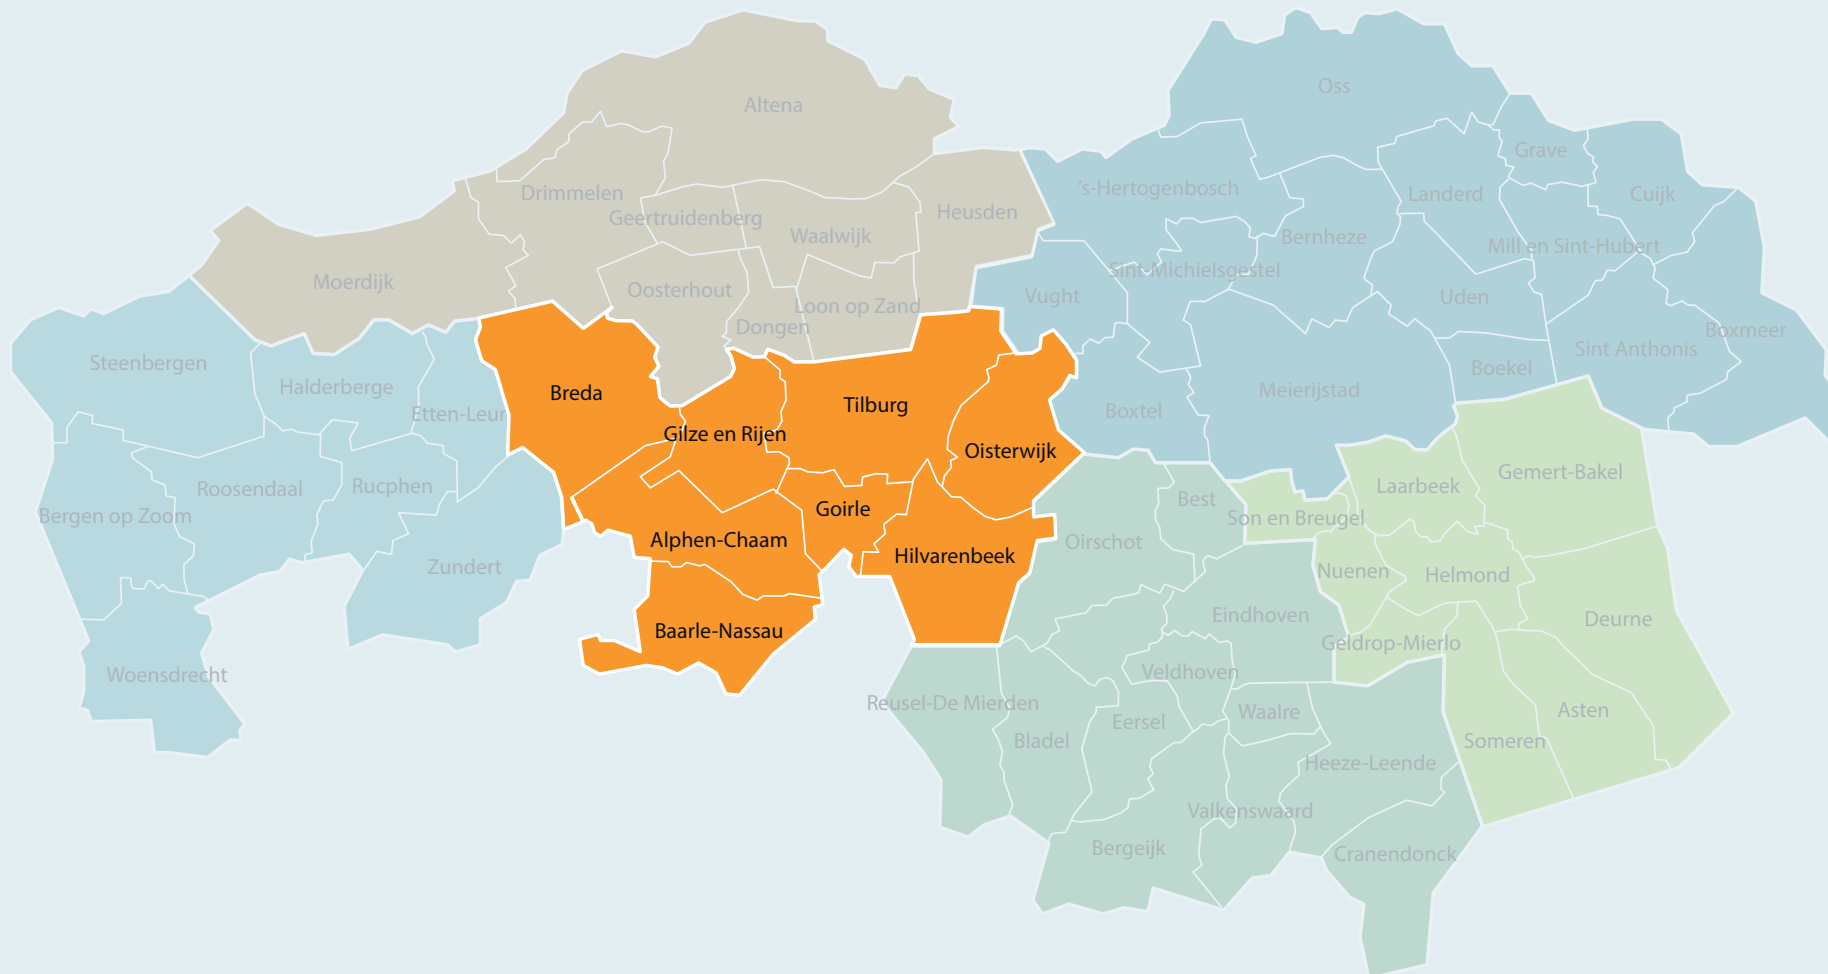 Oss
Altena
Grave
's-Hertogenbosch
Drimmelen
Landerd
Cuijk
Heusden
Geertruidenberg
Waalwijk
Bernheze
Mill en Sint-Hubert
Sint-Michielsgestel
Moerdijk
Oosterhout
Vught
Uden
Loon op Zand
Dongen
Boxmeer
Sint Anthonis
Steenbergen
Boekel
Halderberge
Breda
Meierijstad
Tilburg
Etten-Leur
Boxtel
Gilze en Rijen
Oisterwijk
Gemert-Bakel
Rucphen
Laarbeek
Roosendaal
Best
Goirle
Bergen op Zoom
Son en Breugel
Alphen-Chaam
Oirschot
Hilvarenbeek
Zundert
Nuenen
Helmond
Eindhoven
Deurne
Baarle-Nassau
Geldrop-Mierlo
Woensdrecht
Veldhoven
Reusel-De Mierden
Asten
Waalre
Eersel
Bladel
Someren
Heeze-Leende
Valkenswaard
Bergeijk
Cranendonck